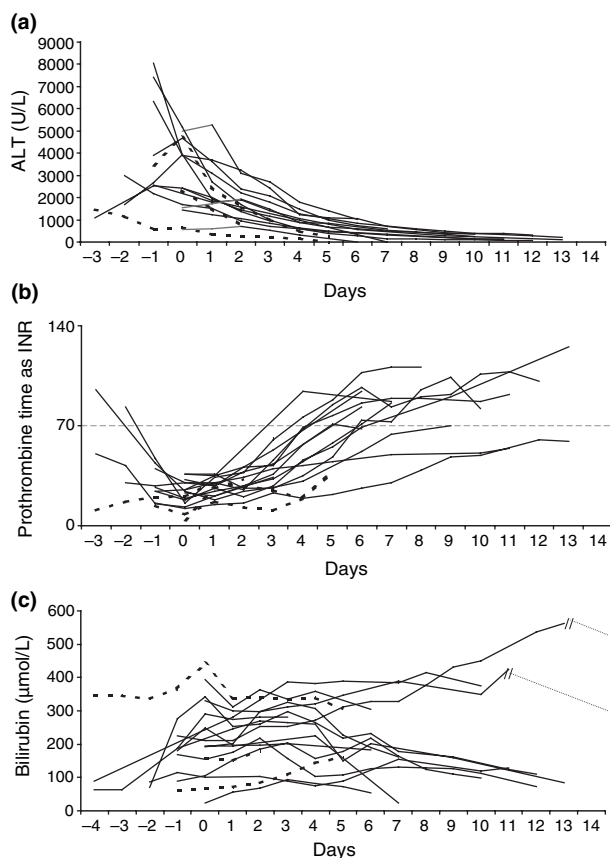 (a)
ALT (U/L)
9000
8000
7000
6000
5000
4000
3000
2000
1000
0
−3 −2 −1 0 1 2 3 4 5 6 7 8 9 10 11 12 13 14
Days
(b)
Prothrombine time as INR
140
70
0
−3 −2 −1 0 1 2 3 4 5 6 7 8 9 10 11 12 13 14
Days
(c)
Bilirubin (µmol/L)
600
500
400
300
200
100
0
−4 −3 −2 −1 0 1 2 3 4 5 6 7 8 9 10 11 12 13 14
Days